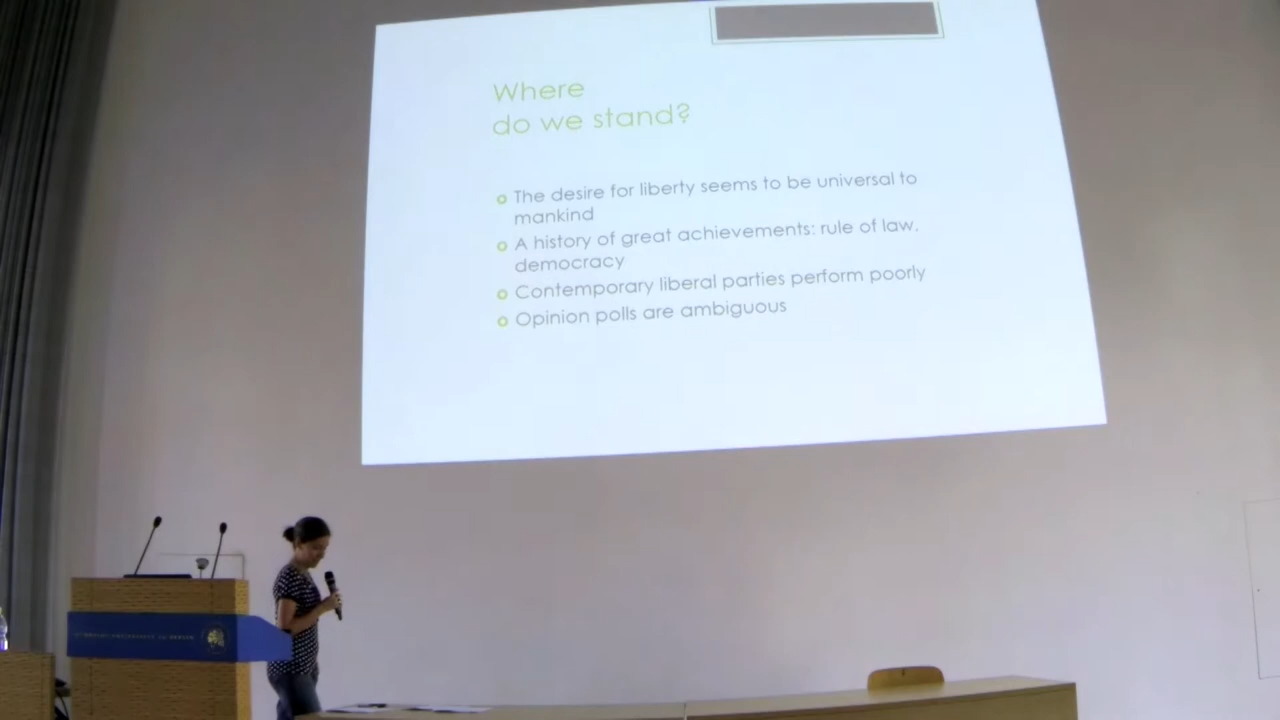 Where
do we stand?
The desire for liberty seems to be universal to
mankind
A history of great achievements: rule of law.
democracy
Contemporary liberal parties perform poorly
Opinion polls are ambiguous